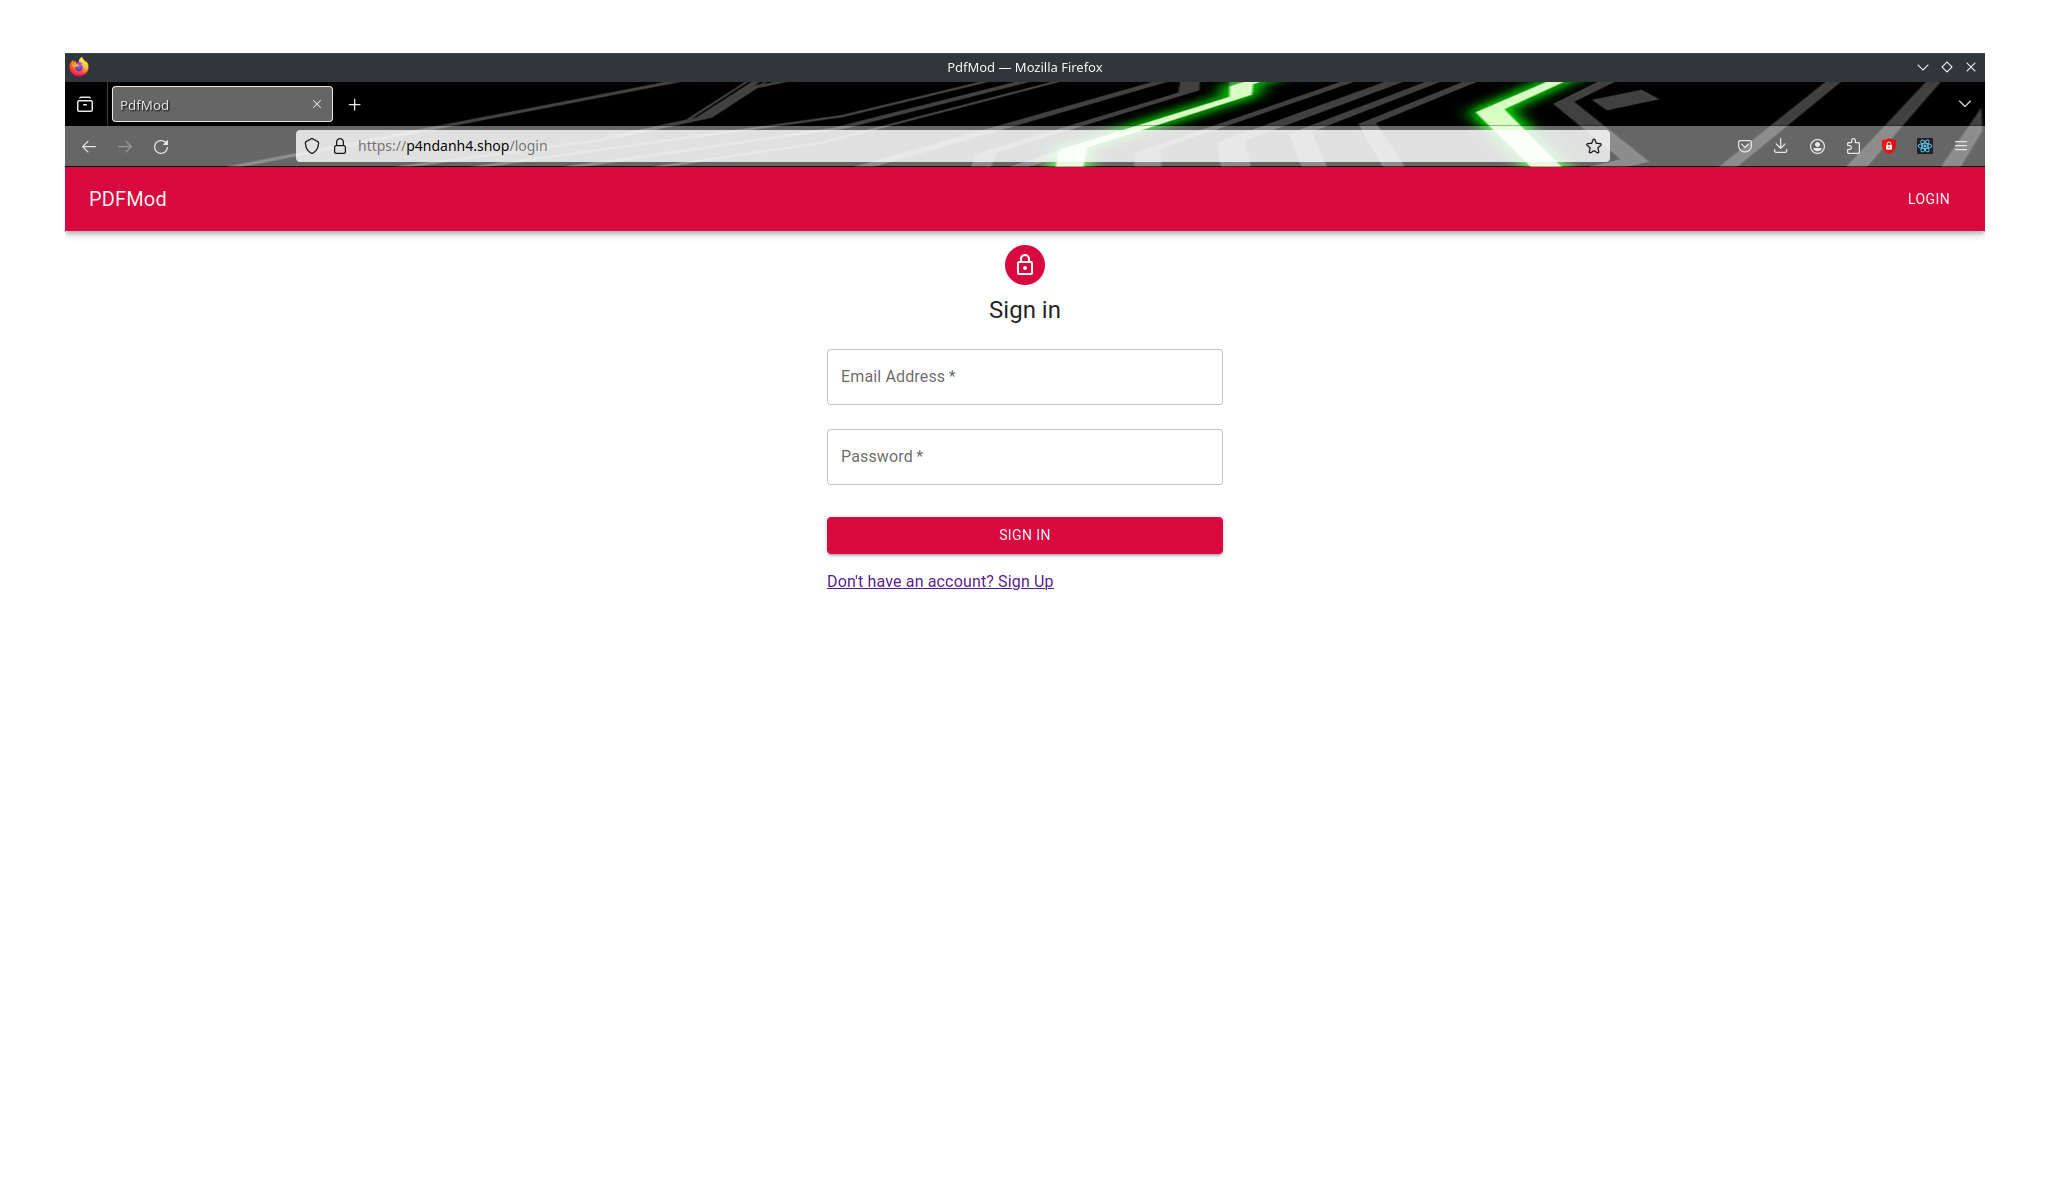 PdfMod — Mozilla Firefox
PdfMod
https://p4ndanh4.shop/login
PDFMod
LOGIN
Sign in
Email Address *
Password *
SIGN IN
Don't have an account? Sign Up